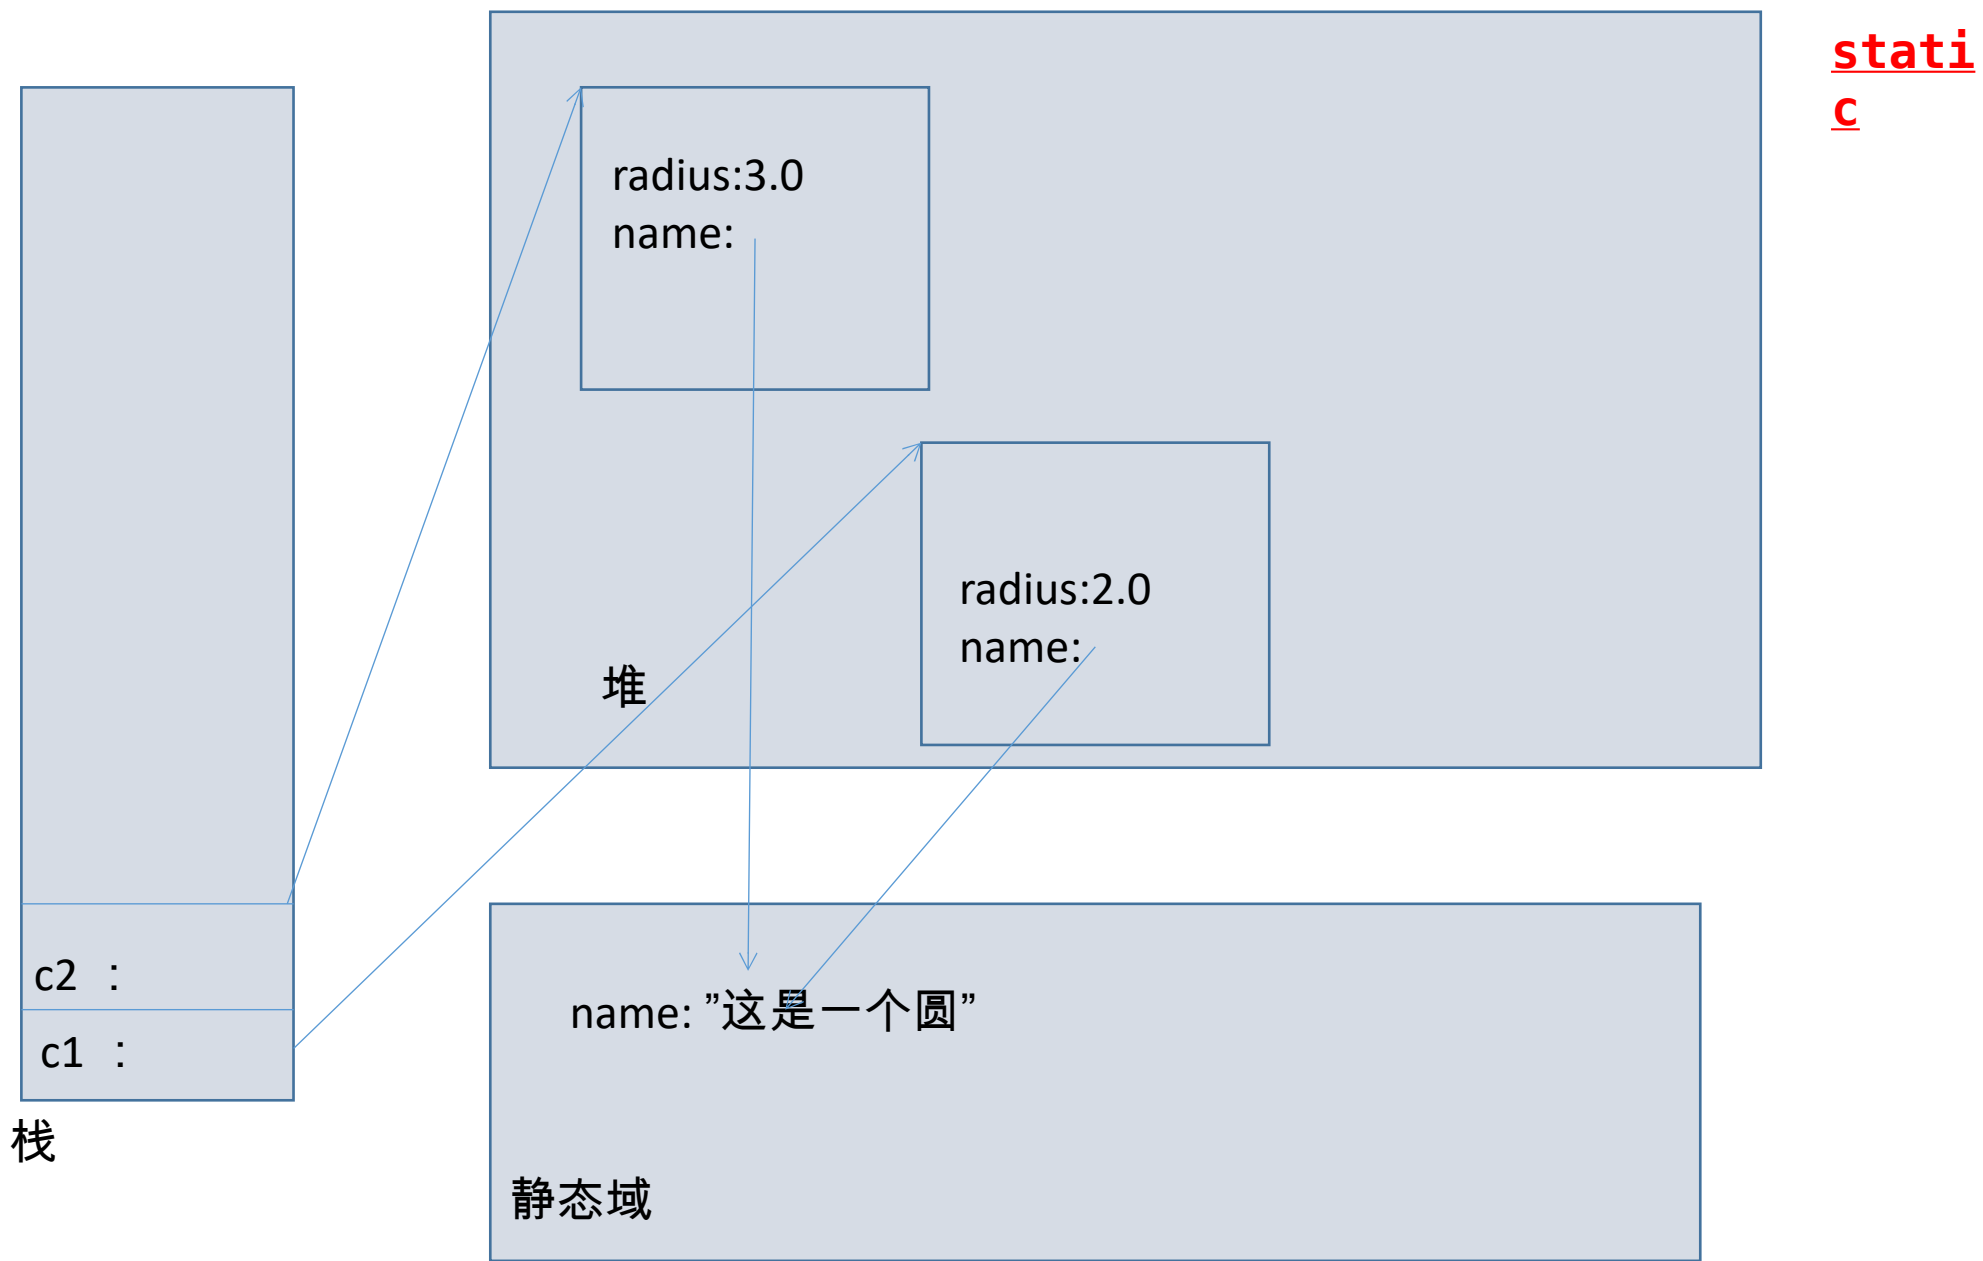 stati
c
radius:3.0
name:
radius:2.0
name:
堆
c2 :
c1 :
栈
name: ”这是一个圆”
静态域